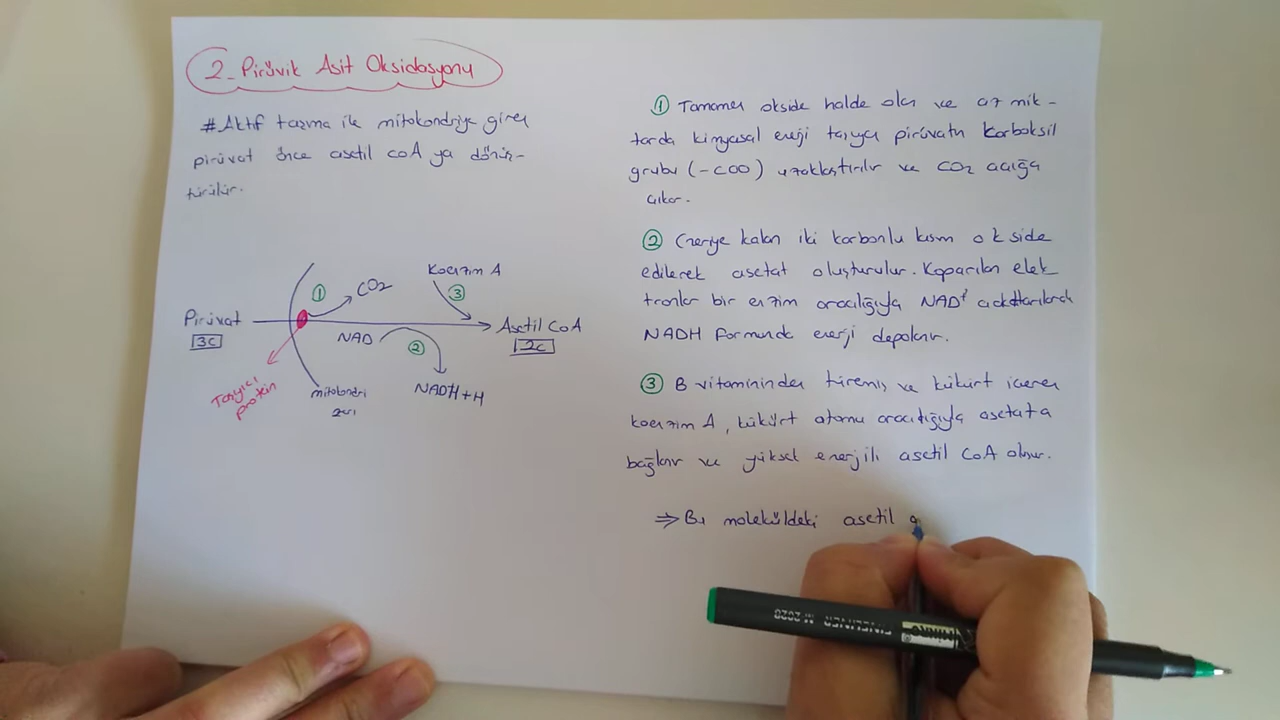 2- Pirüvik Asit Oksidasyonu
# Aktif taşıma ile mitokondriye giren
pirüvat önce asetil CoA ya dönüş-
türülür.
Pirüvat
3C
①
CO2
Koenzim A
③
Asetil CoA
2C
NAD
②
NADH+H
Taşıyıcı
protein
mitokondri
zarı
① Tamamen okside halde olan ve az mik-
tarda kimyasal enerji taşıyan pirüvatın karboksil
grubu (-COO) uzaklaştırılır ve CO2 açığa
çıkar.
② Geriye kalan iki karbonlu kısım okside
edilerek asetat oluşturulur. Koparılan elek
tronlar bir enzim aracılığıyla NAD+ a aktarılarak
NADH formunda enerji depolanır.
③ B vitamininden türemiş ve kükürt içeren
koenzim A, kükürt atomu aracılığıyla asetata
bağlanır ve yüksek enerjili asetil CoA oluşur.
⇒ Bu moleküldeki asetil
FINELINER